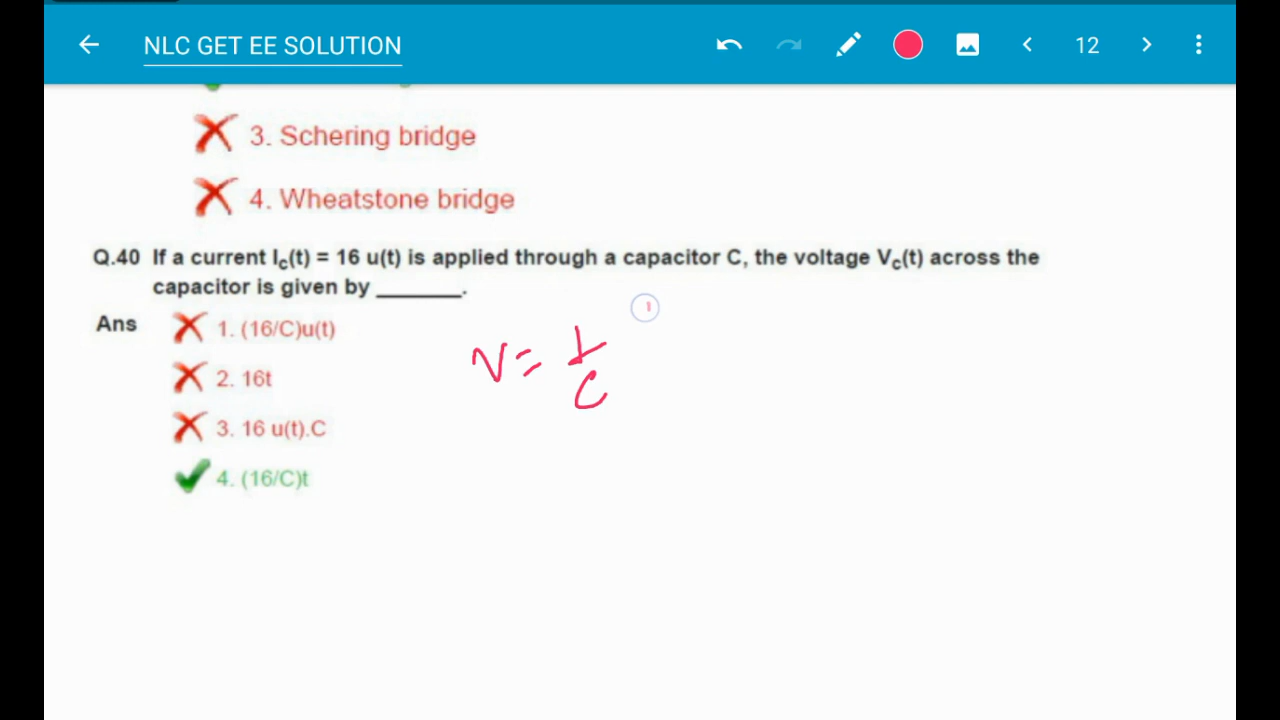 NLC GET EE SOLUTION
12
3. Schering bridge
4. Wheatstone bridge
Q.40 If a current Ic(t) = 16 u(t) is applied through a capacitor C, the voltage Vc(t) across the
capacitor is given by _______.
Ans
1. (16/C)u(t)
2. 16t
3. 16 u(t).C
4. (16/C)t
V = 1/C